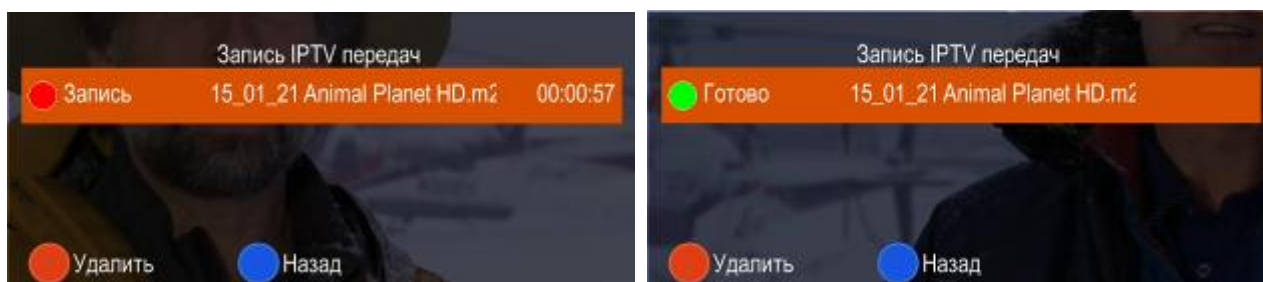 Запись IPTV передач
Запись 15_01_21 Animal Planet HD.m2 00:00:57
Удалить Назад
Запись IPTV передач
Готово 15_01_21 Animal Planet HD.m2
Удалить Назад